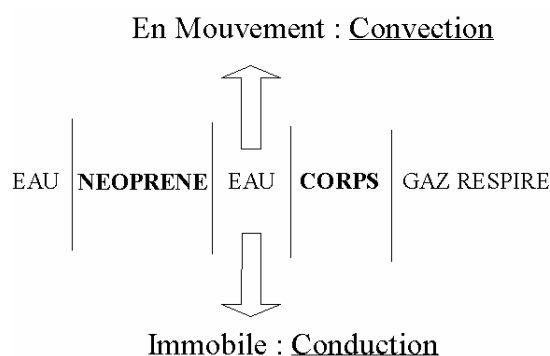 En Mouvement : Convection
EAU NEOPRENE EAU CORPS GAZ RESPIRE
Immobile : Conduction